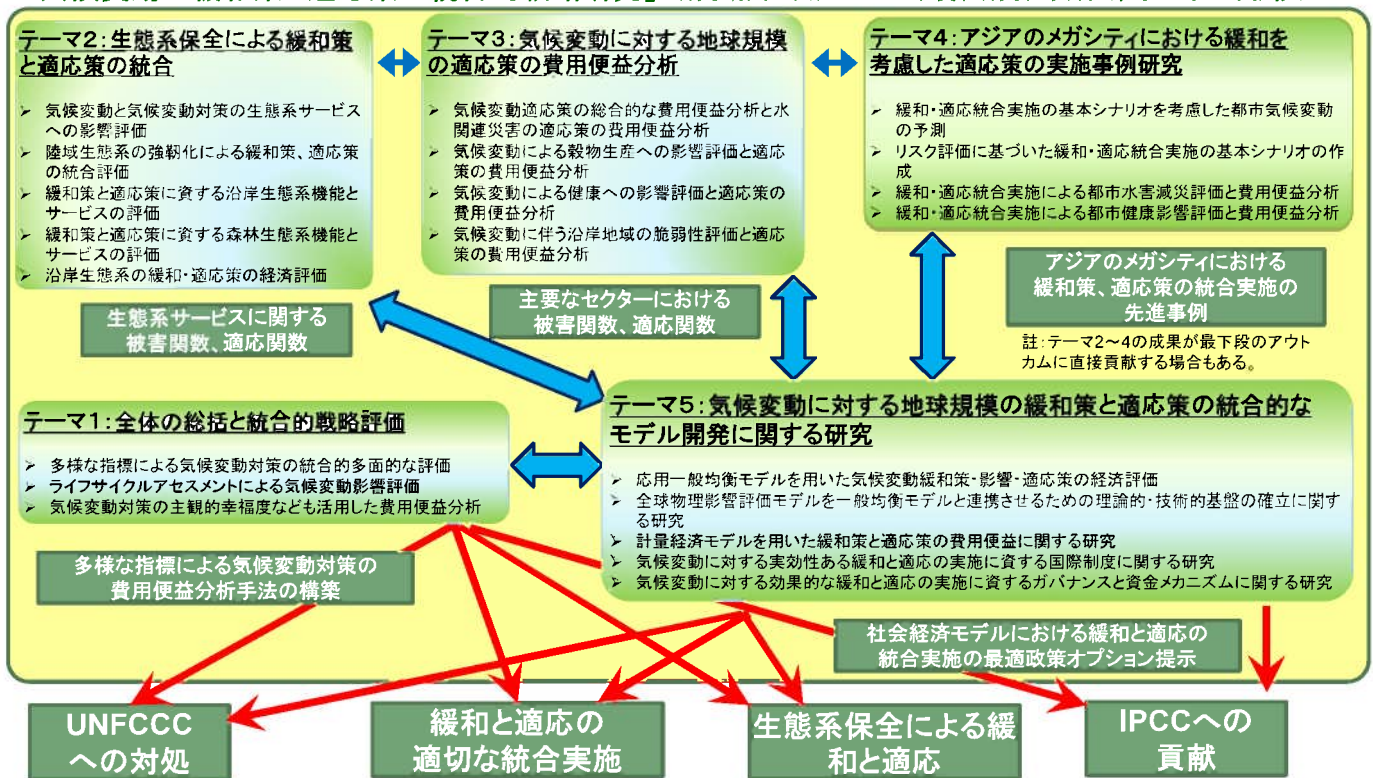 テーマ2:生態系保全による緩和策
と適応策の統合
➢ 気候変動と気候変動対策の生態系サービス
への影響評価
➢ 陸域生態系の強靭化による緩和策、適応策
の統合評価
➢ 緩和策と適応策に資する沿岸生態系機能と
サービスの評価
➢ 緩和策と適応策に資する森林生態系機能と
サービスの評価
➢ 沿岸生態系の緩和・適応策の経済評価
テーマ3:気候変動に対する地球規模
の適応策の費用便益分析
➢ 気候変動適応策の総合的な費用便益分析と水
関連災害の適応策の費用便益分析
➢ 気候変動による穀物生産への影響評価と適応
策の費用便益分析
➢ 気候変動による健康への影響評価と適応策の
費用便益分析
➢ 気候変動に伴う沿岸地域の脆弱性評価と適応
策の費用便益分析
テーマ4:アジアのメガシティにおける緩和を
考慮した適応策の実施事例研究
➢ 緩和・適応統合実施の基本シナリオを考慮した都市気候変動
の予測
➢ リスク評価に基づいた緩和・適応統合実施の基本シナリオの作
成
➢ 緩和・適応統合実施による都市水害減災評価と費用便益分析
➢ 緩和・適応統合実施による都市健康影響評価と費用便益分析
生態系サービスに関する
被害関数、適応関数
主要なセクターにおける
被害関数、適応関数
アジアのメガシティにおける
緩和策、適応策の統合実施の
先進事例
註:テーマ2～4の成果が最下段のアウト
カムに直接貢献する場合もある。
テーマ1:全体の総括と統合的戦略評価
➢ 多様な指標による気候変動対策の統合的多面的な評価
➢ ライフサイクルアセスメントによる気候変動影響評価
➢ 気候変動対策の主観的幸福度なども活用した費用便益分析
テーマ5:気候変動に対する地球規模の緩和策と適応策の統合的な
モデル開発に関する研究
➢ 応用一般均衡モデルを用いた気候変動緩和策・影響・適応策の経済評価
➢ 全球物理影響評価モデルを一般均衡モデルと連携させるための理論的・技術的基盤の確立に関す
る研究
➢ 計量経済モデルを用いた緩和策と適応策の費用便益に関する研究
➢ 気候変動に対する実効性ある緩和と適応の実施に資する国際制度に関する研究
➢ 気候変動に対する効果的な緩和と適応の実施に資するガバナンスと資金メカニズムに関する研究
多様な指標による気候変動対策の
費用便益分析手法の構築
社会経済モデルにおける緩和と適応の
統合実施の最適政策オプション提示
UNFCCC
への対処
緩和と適応の
適切な統合実施
生態系保全による緩
和と適応
IPCCへの
貢献